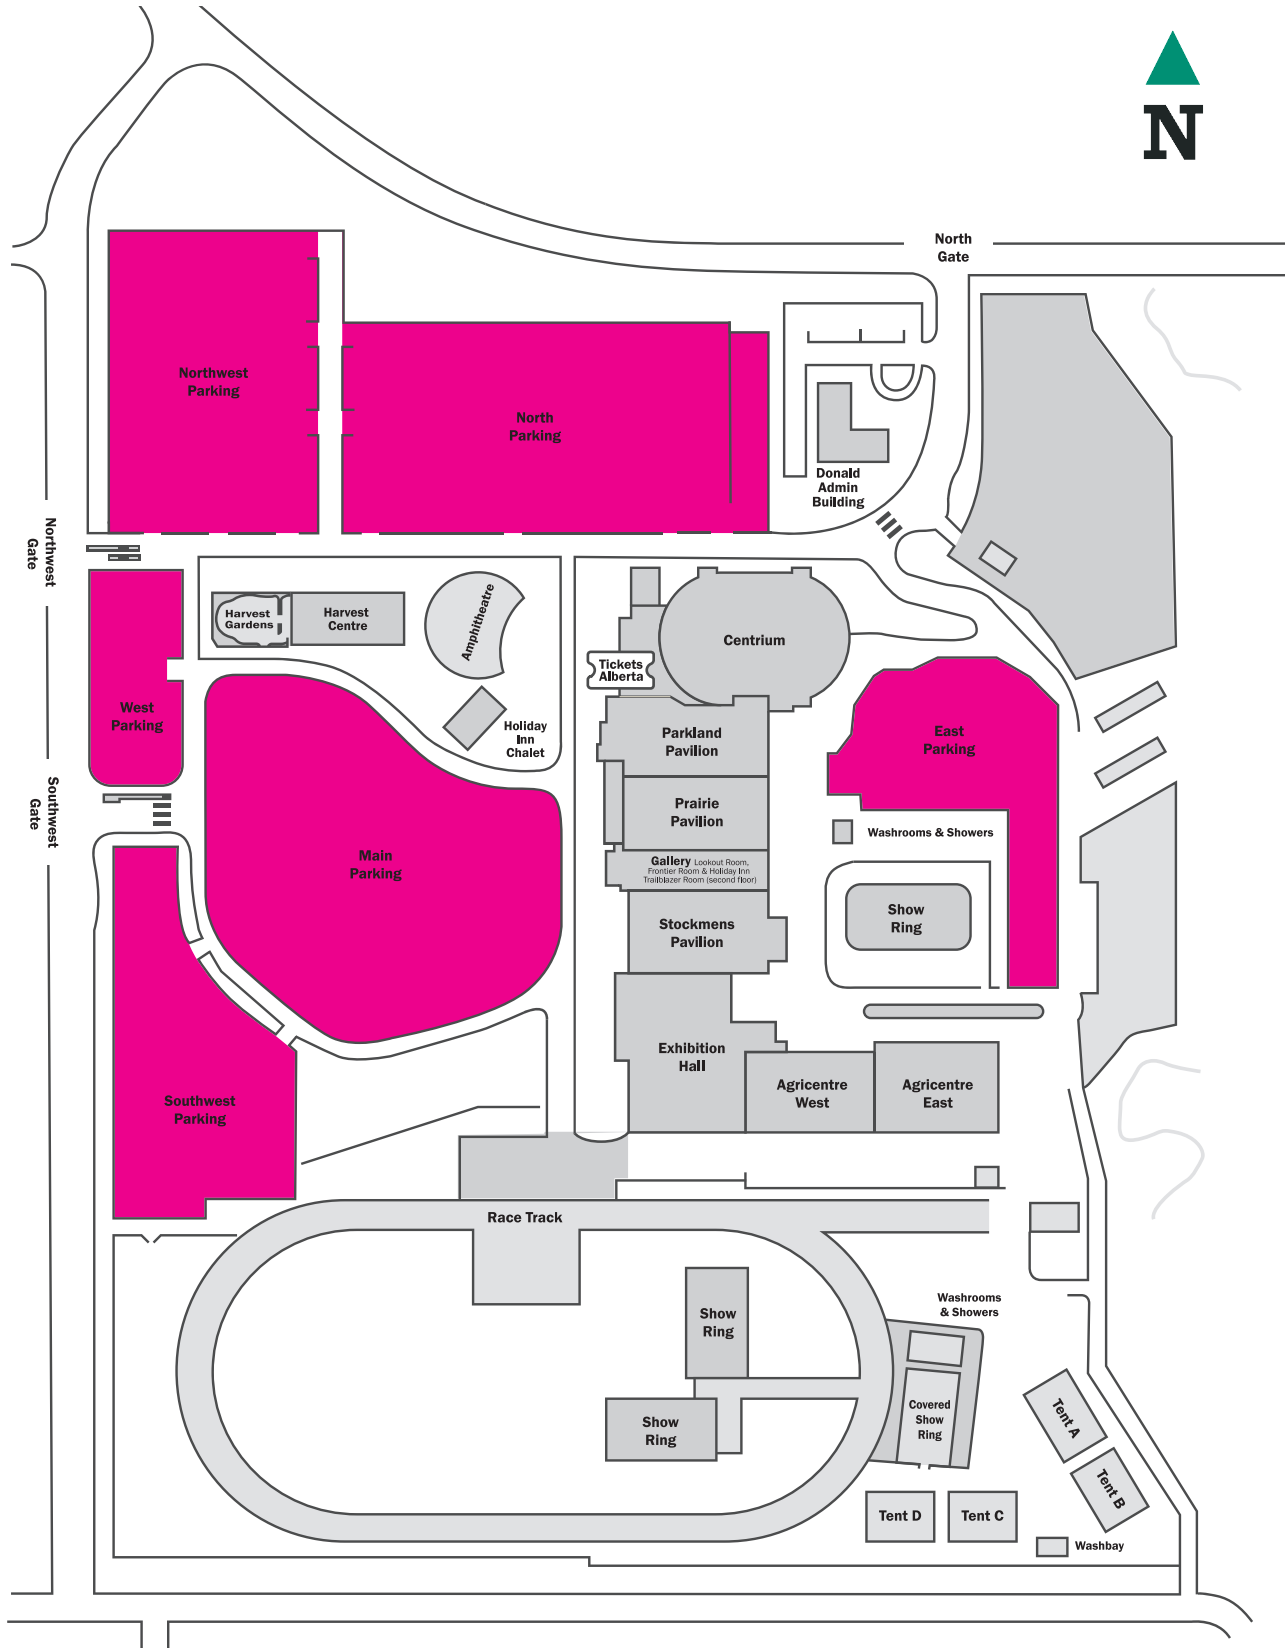 N
North
Gate
Northwest
Parking
North
Parking
Donald
Admin
Building
Northwest
Gate
Harvest
Gardens
Harvest
Centre
Amphitheatre
Centrium
Tickets
Alberta
West
Parking
Holiday
Inn
Chalet
Parkland
Pavilion
East
Parking
Southwest
Gate
Prairie
Pavilion
Washrooms & Showers
Main
Parking
Gallery Lookout Room,
Frontier Room & Holiday Inn
Trailblazer Room (second floor)
Show
Ring
Stockmens
Pavilion
Exhibition
Hall
Agricentre
West
Agricentre
East
Southwest
Parking
Race Track
Washrooms
& Showers
Show
Ring
Covered
Show
Ring
Show
Ring
Tent A
Tent B
Tent D
Tent C
Washbay